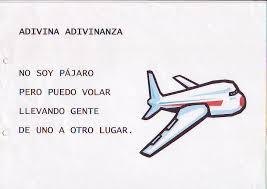 ADIVINA ADIVINANZA
NO SOY PÁJARO
PERO PUEDO VOLAR
LLEVANDO GENTE
DE UNO A OTRO LUGAR.